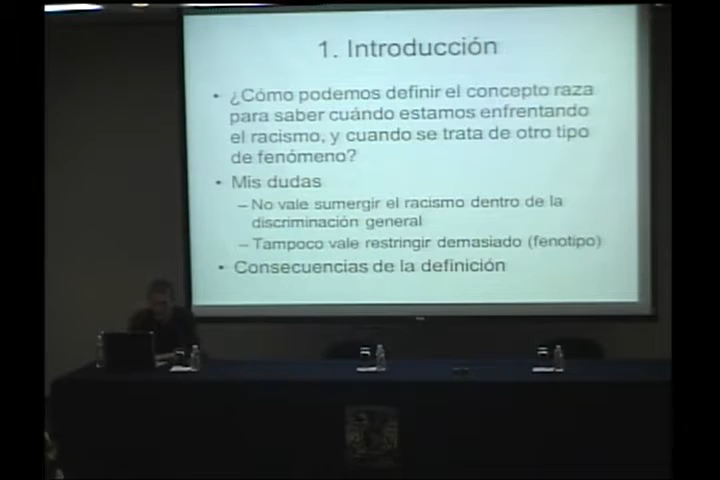 1. Introducción
• ¿Cómo podemos definir el concepto raza
para saber cuándo estamos enfrentando
el racismo, y cuando se trata de otro tipo
de fenómeno?
• Mis dudas
– No vale sumergir el racismo dentro de la
discriminación general
– Tampoco vale restringir demasiado (fenotipo)
• Consecuencias de la definición